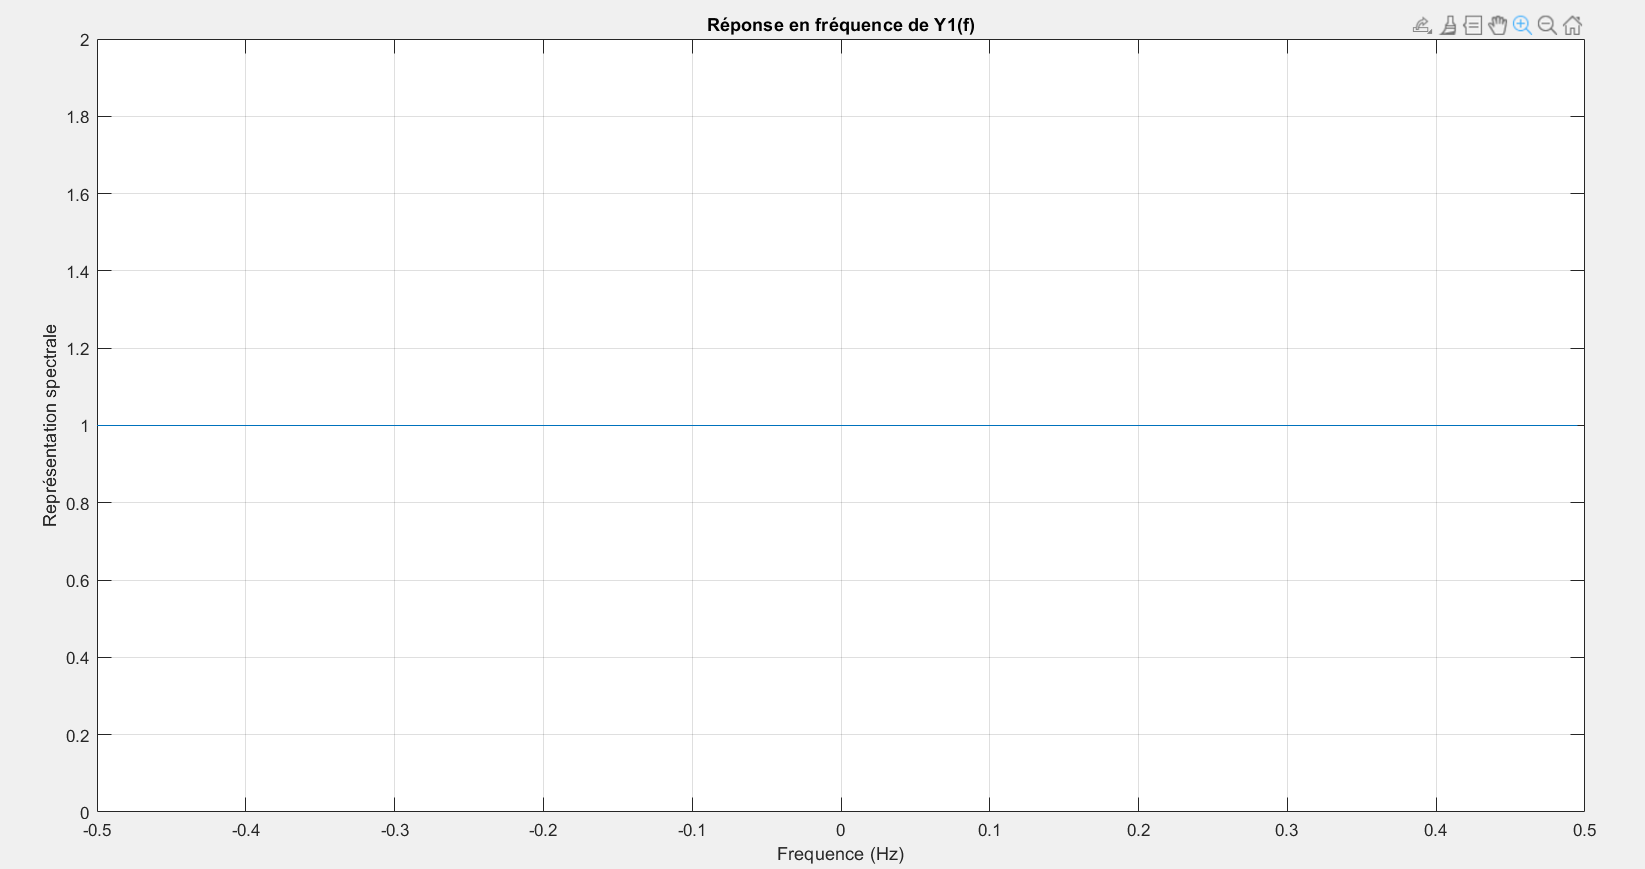 Réponse en fréquence de Y1(f)
2
1.8
1.6
1.4
1.2
1
0.8
0.6
0.4
0.2
0
Représentation spectrale
-0.5 -0.4 -0.3 -0.2 -0.1 0 0.1 0.2 0.3 0.4 0.5
Frequence (Hz)